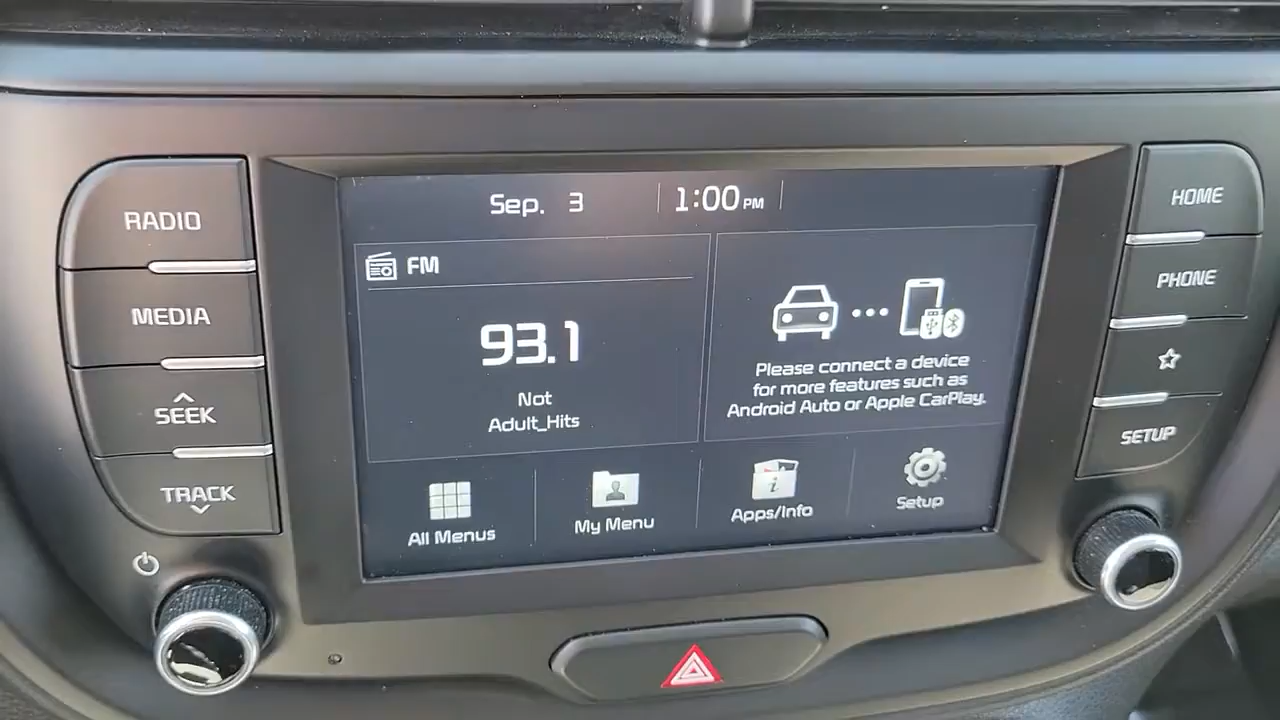 RADIO
MEDIA
SEEK
TRACK
Sep. 3
1:00 PM
FM
93.1
Not
Adult_Hits
Please connect a device
for more features such as
Android Auto or Apple CarPlay.
All Menus
My Menu
Apps/Info
Setup
HOME
PHONE
SETUP